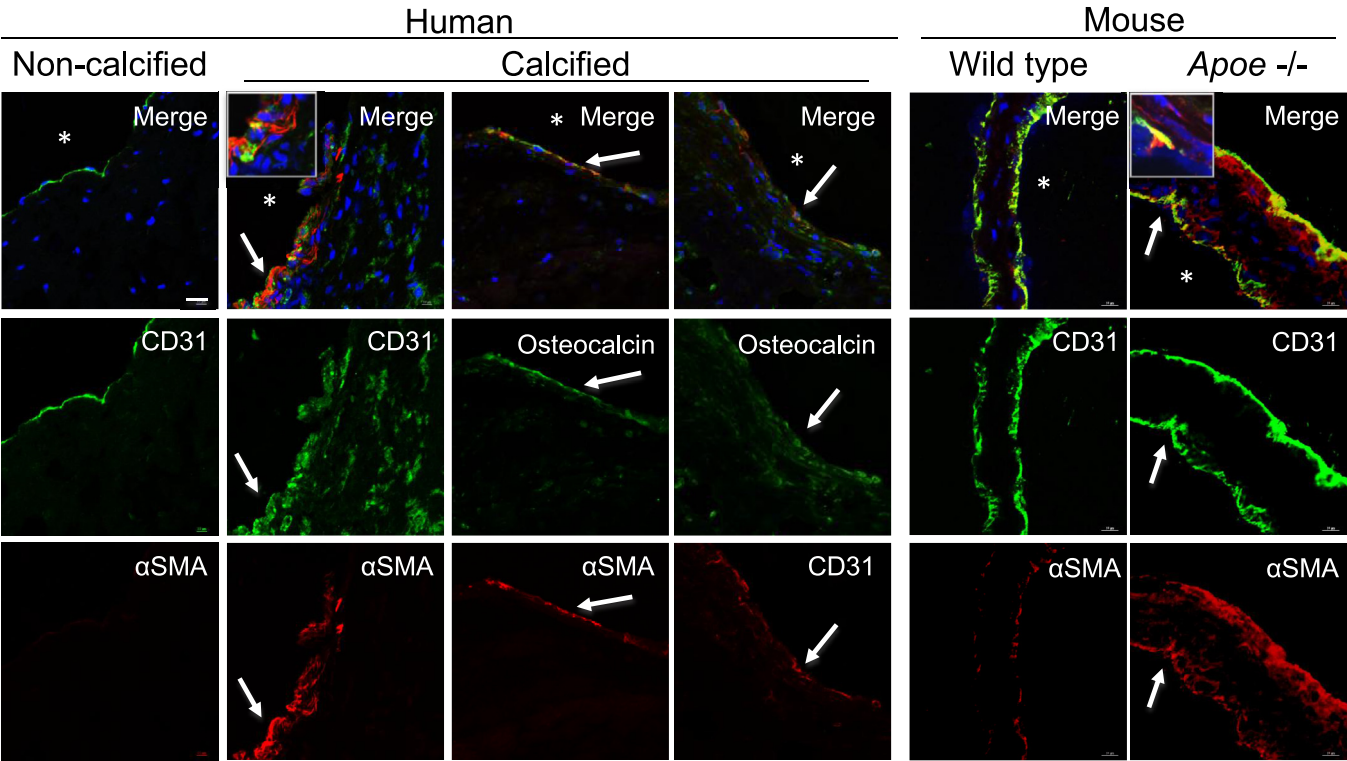 Human
Mouse
Non-calcified
Calcified
Wild type
Apoe -/-
* Merge
* Merge
* Merge
* Merge
* Merge
* Merge
CD31
CD31
Osteocalcin
Osteocalcin
CD31
CD31
αSMA
αSMA
αSMA
CD31
αSMA
αSMA